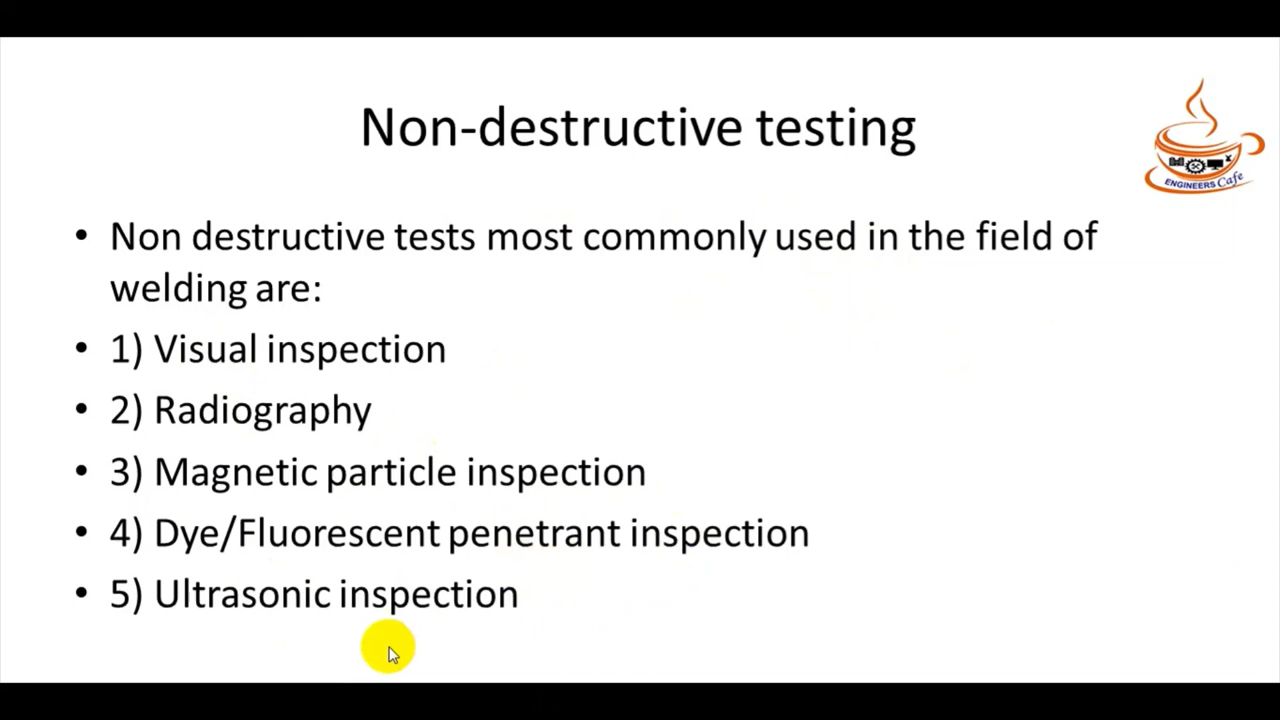 Non-destructive testing
ENGINEERS Cafe
• Non destructive tests most commonly used in the field of
welding are:
• 1) Visual inspection
• 2) Radiography
• 3) Magnetic particle inspection
• 4) Dye/Fluorescent penetrant inspection
• 5) Ultrasonic inspection